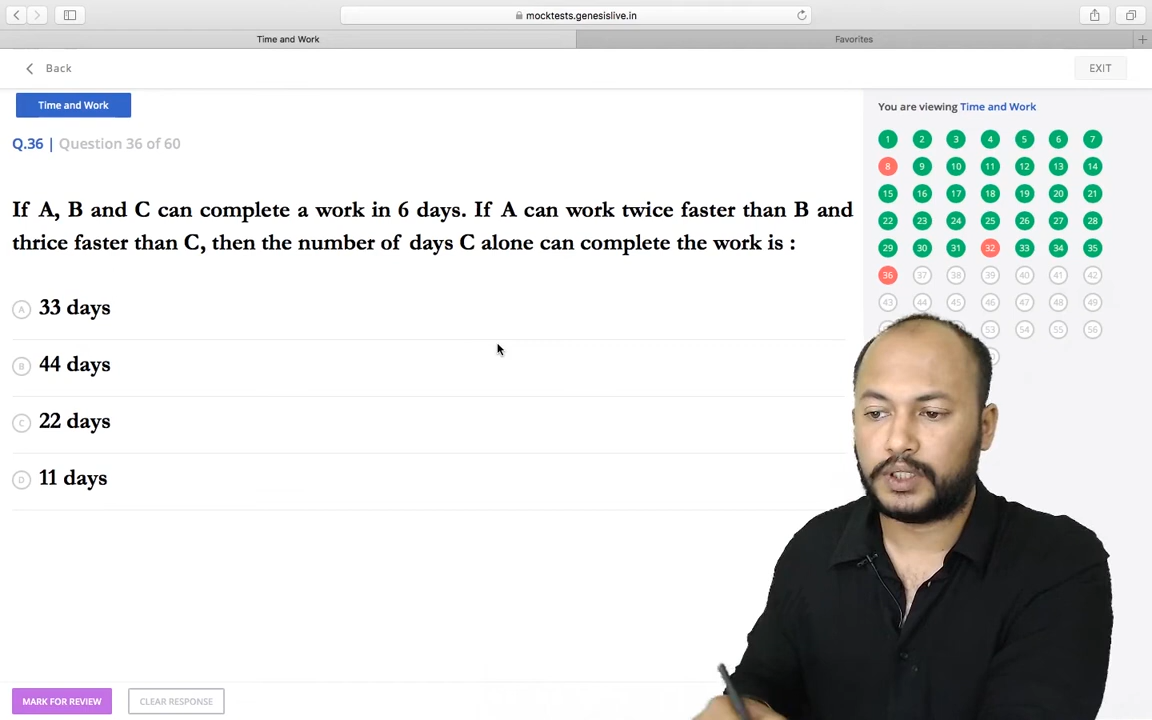 mocktests.genesislive.in
Time and Work
Favorites
Back
EXIT
Time and Work
You are viewing Time and Work
Q.36 | Question 36 of 60
1 2 3 4 5 6 7
8 9 10 11 12 13 14
15 16 17 18 19 20 21
22 23 24 25 26 27 28
29 30 31 32 33 34 35
36 37 38 39 40 41 42
43 44 45 46 47 48 49
53 54 55 56
If A, B and C can complete a work in 6 days. If A can work twice faster than B and
thrice faster than C, then the number of days C alone can complete the work is :
A 33 days
B 44 days
C 22 days
D 11 days
MARK FOR REVIEW
CLEAR RESPONSE